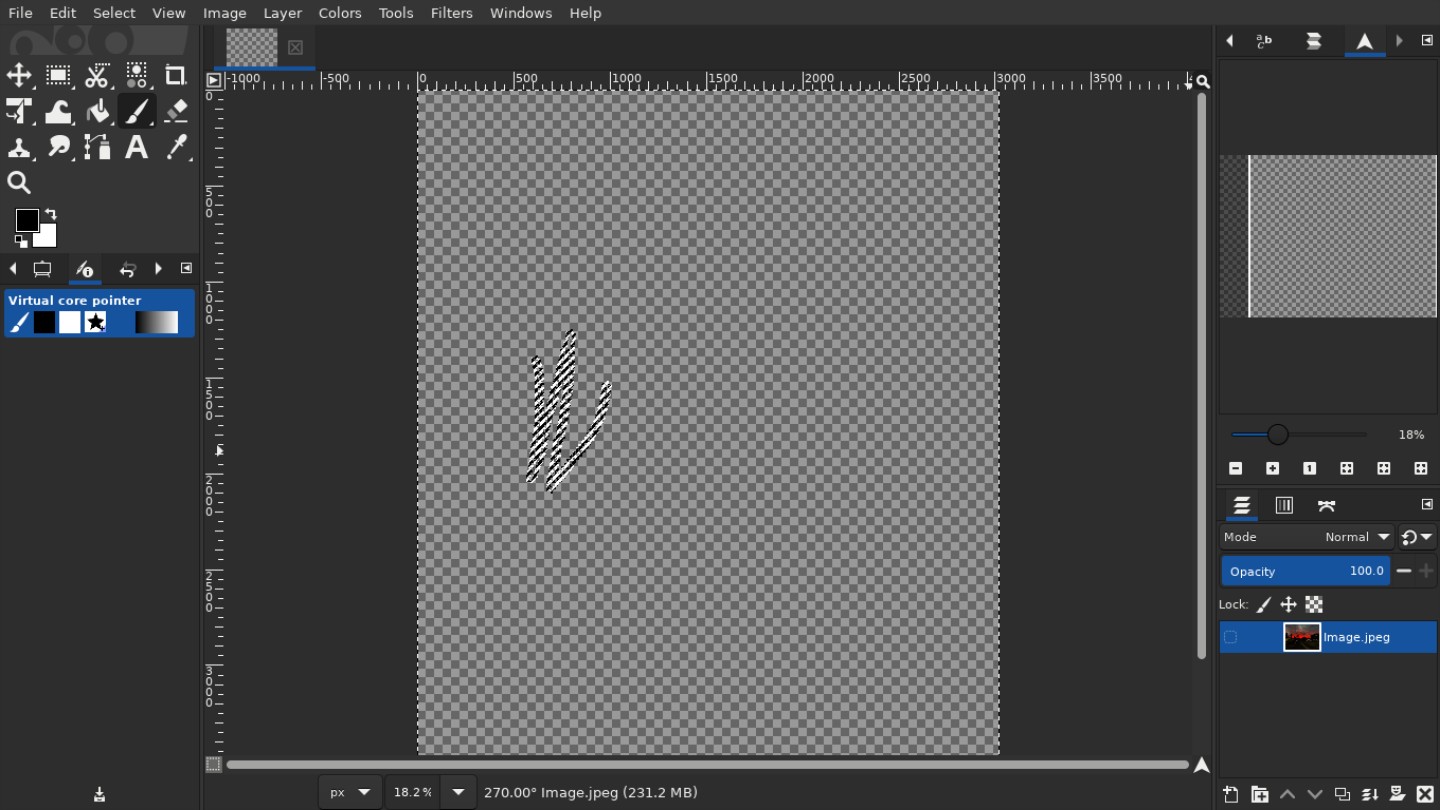 File Edit Select View Image Layer Colors Tools Filters Windows Help
-1000 -500 0 500 1000 1500 2000 2500 3000 3500
0
500
1000
1500
2000
2500
3000
Virtual core pointer
18%
Mode Normal
Opacity 100.0
Lock:
Image.jpeg
px 18.2% 270.00° Image.jpeg (231.2 MB)